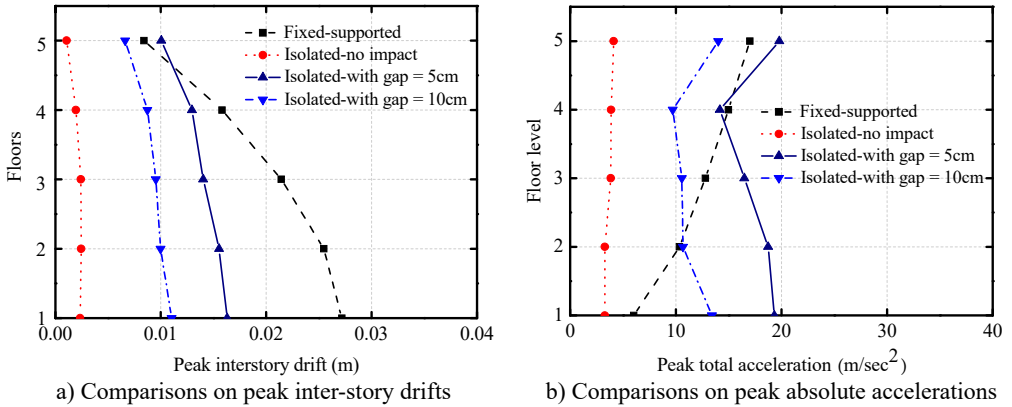 Fixed-supported
Isolated-no impact
Isolated-with gap = 5cm
Isolated-with gap = 10cm
Floors
5
4
3
2
1
0.00
0.01
0.02
0.03
0.04
Peak interstory drift (m)
a) Comparisons on peak inter-story drifts
Fixed-supported
Isolated-no impact
Isolated-with gap = 5cm
Isolated-with gap = 10cm
Floor level
5
4
3
2
1
0
10
20
30
40
Peak total acceleration (m/sec²)
b) Comparisons on peak absolute accelerations